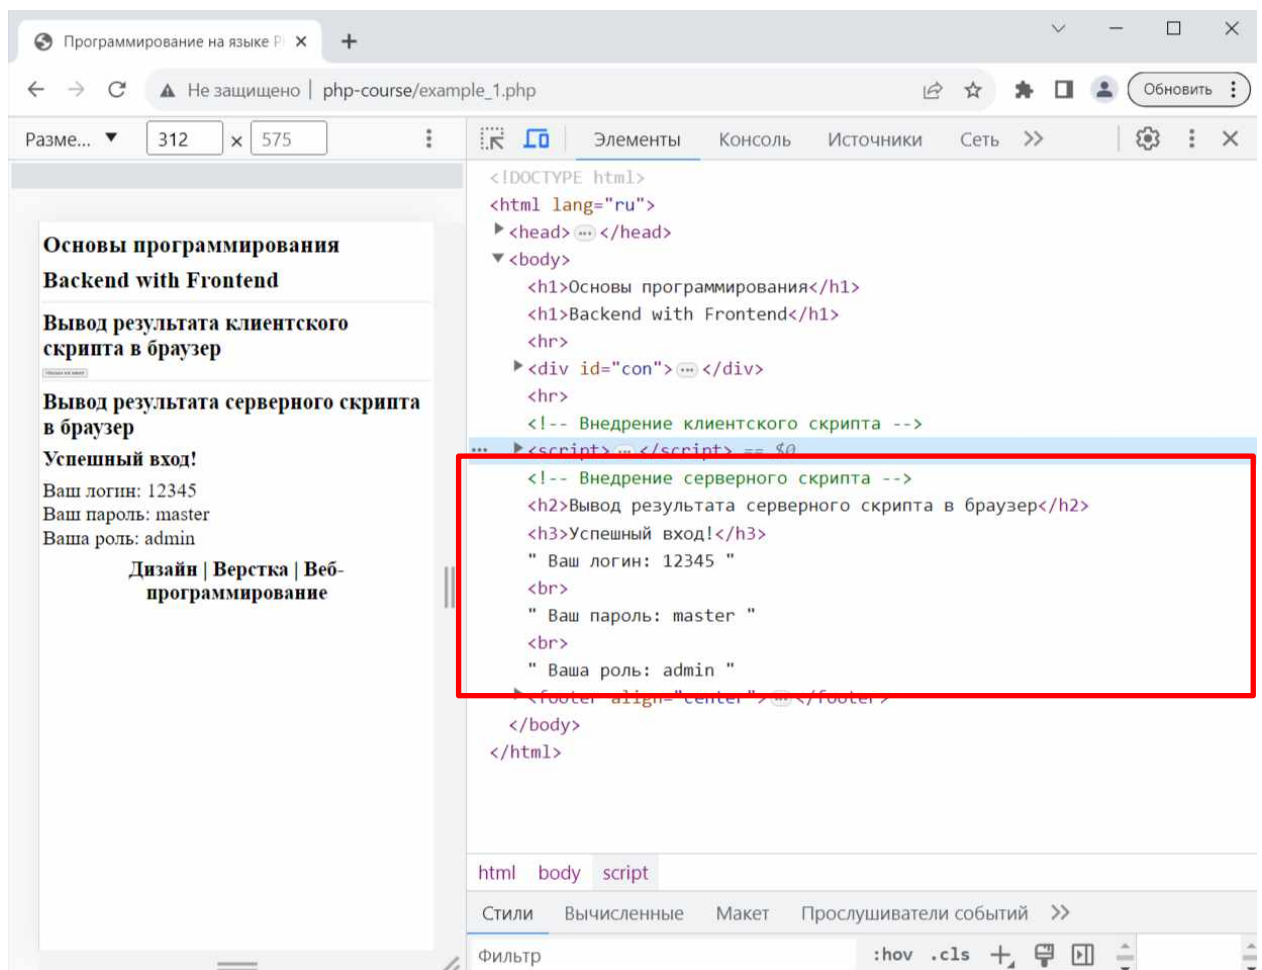 Программирование на языке P
Не защищено | php-course/example_1.php
Обновить
Разме... ▼ 312 × 575
Элементы Консоль Источники Сеть >>
Основы программирования
Backend with Frontend
Вывод результата клиентского
скрипта в браузер
Вывод результата серверного скрипта
в браузер
Успешный вход!
Ваш логин: 12345
Ваш пароль: master
Ваша роль: admin
Дизайн | Верстка | Веб-
программирование
<!DOCTYPE html>
<html lang="ru">
<head> ... </head>
<body>
<h1>Основы программирования</h1>
<h1>Backend with Frontend</h1>
<hr>
<div id="con"> ... </div>
<hr>
<!-- Внедрение клиентского скрипта -->
... <script> ... </script> == $0
<!-- Внедрение серверного скрипта -->
<h2>Вывод результата серверного скрипта в браузер</h2>
<h3>Успешный вход!</h3>
" Ваш логин: 12345 "
<br>
" Ваш пароль: master "
<br>
" Ваша роль: admin "
<footer align="center"> ... </footer>
</body>
</html>
html body script
Стили Вычисленные Макет Прослушиватели событий >>
Фильтр :hov .cls +